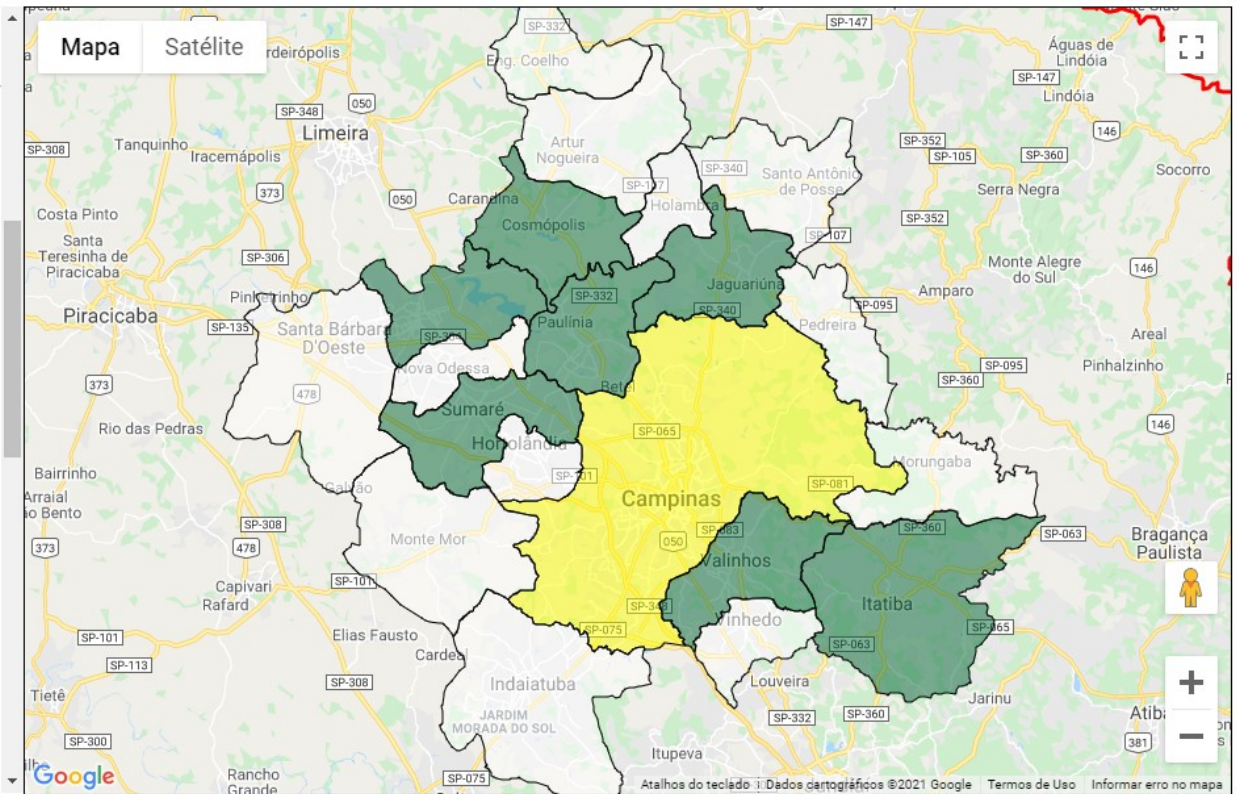 Mapa
Satélite
rdeirópolis
SP-332
SP-147
Eng. Coelho
Águas de
Lindóia
SP-147
Lindóia
050
SP-348
Limeira
146
SP-308
Tanquinho
Iracemápolis
Artur
Nogueira
SP-352
SP-105
SP-360
Socorro
SP-340
Santo Antônio
de Posse
373
050
Carandina
Holambra
Serra Negra
Costa Pinto
Cosmópolis
SP-352
Santa
Teresinha de
Piracicaba
SP-306
SP-107
Monte Alegre
do Sul
146
Jaguariúna
Pinheirinho
SP-332
Amparo
SP-095
Piracicaba
SP-135
Santa Bárbara
D'Oeste
Paulínia
SP-340
Pedreira
Areal
Nova Odessa
Pinhalzinho
SP-095
373
478
Betel
SP-360
Sumaré
Rio das Pedras
SP-065
146
Hortolândia
Bairrinho
SP-101
Morungaba
Galvão
SP-081
Arraial
ão Bento
Campinas
SP-308
SP-083
SP-360
SP-063
373
478
Monte Mor
050
Bragança
Paulista
Valinhos
Capivari
SP-101
Rafard
SP-348
Itatiba
SP-101
Elias Fausto
SP-075
Vinhedo
SP-065
SP-113
Cardeal
SP-063
SP-308
Indaiatuba
Louveira
Tietê
Jarinu
JARDIM
MORADA DO SOL
SP-332
SP-360
Atiba
SP-300
381
Itupeva
Rancho
Grande
SP-075
Google
Atalhos do teclado
Dados cartográficos ©2021 Google
Termos de Uso
Informar erro no mapa